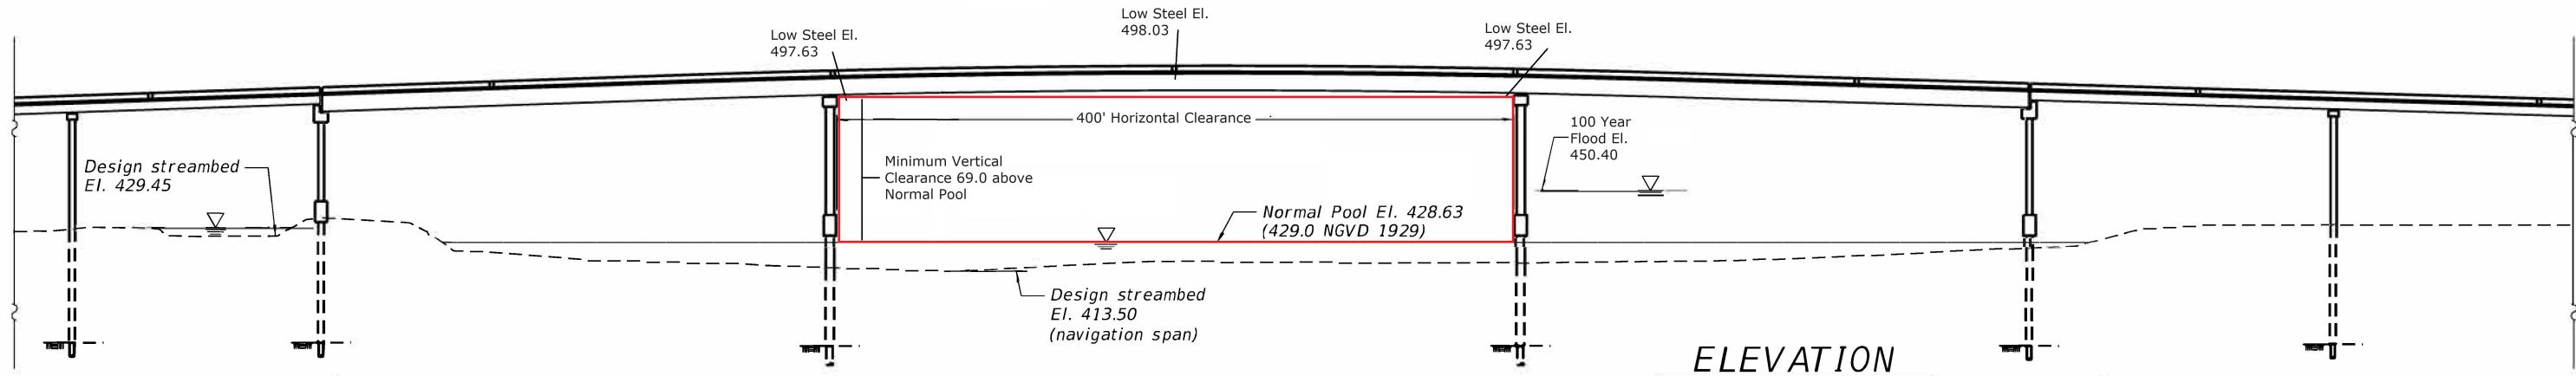 Low Steel El.
498.03
Low Steel El.
497.63
Low Steel El.
497.63
400' Horizontal Clearance
100 Year
Flood El.
450.40
Design streambed
El. 429.45
Minimum Vertical
Clearance 69.0 above
Normal Pool
Normal Pool El. 428.63
(429.0 NGVD 1929)
Design streambed
El. 413.50
(navigation span)
ELEVATION